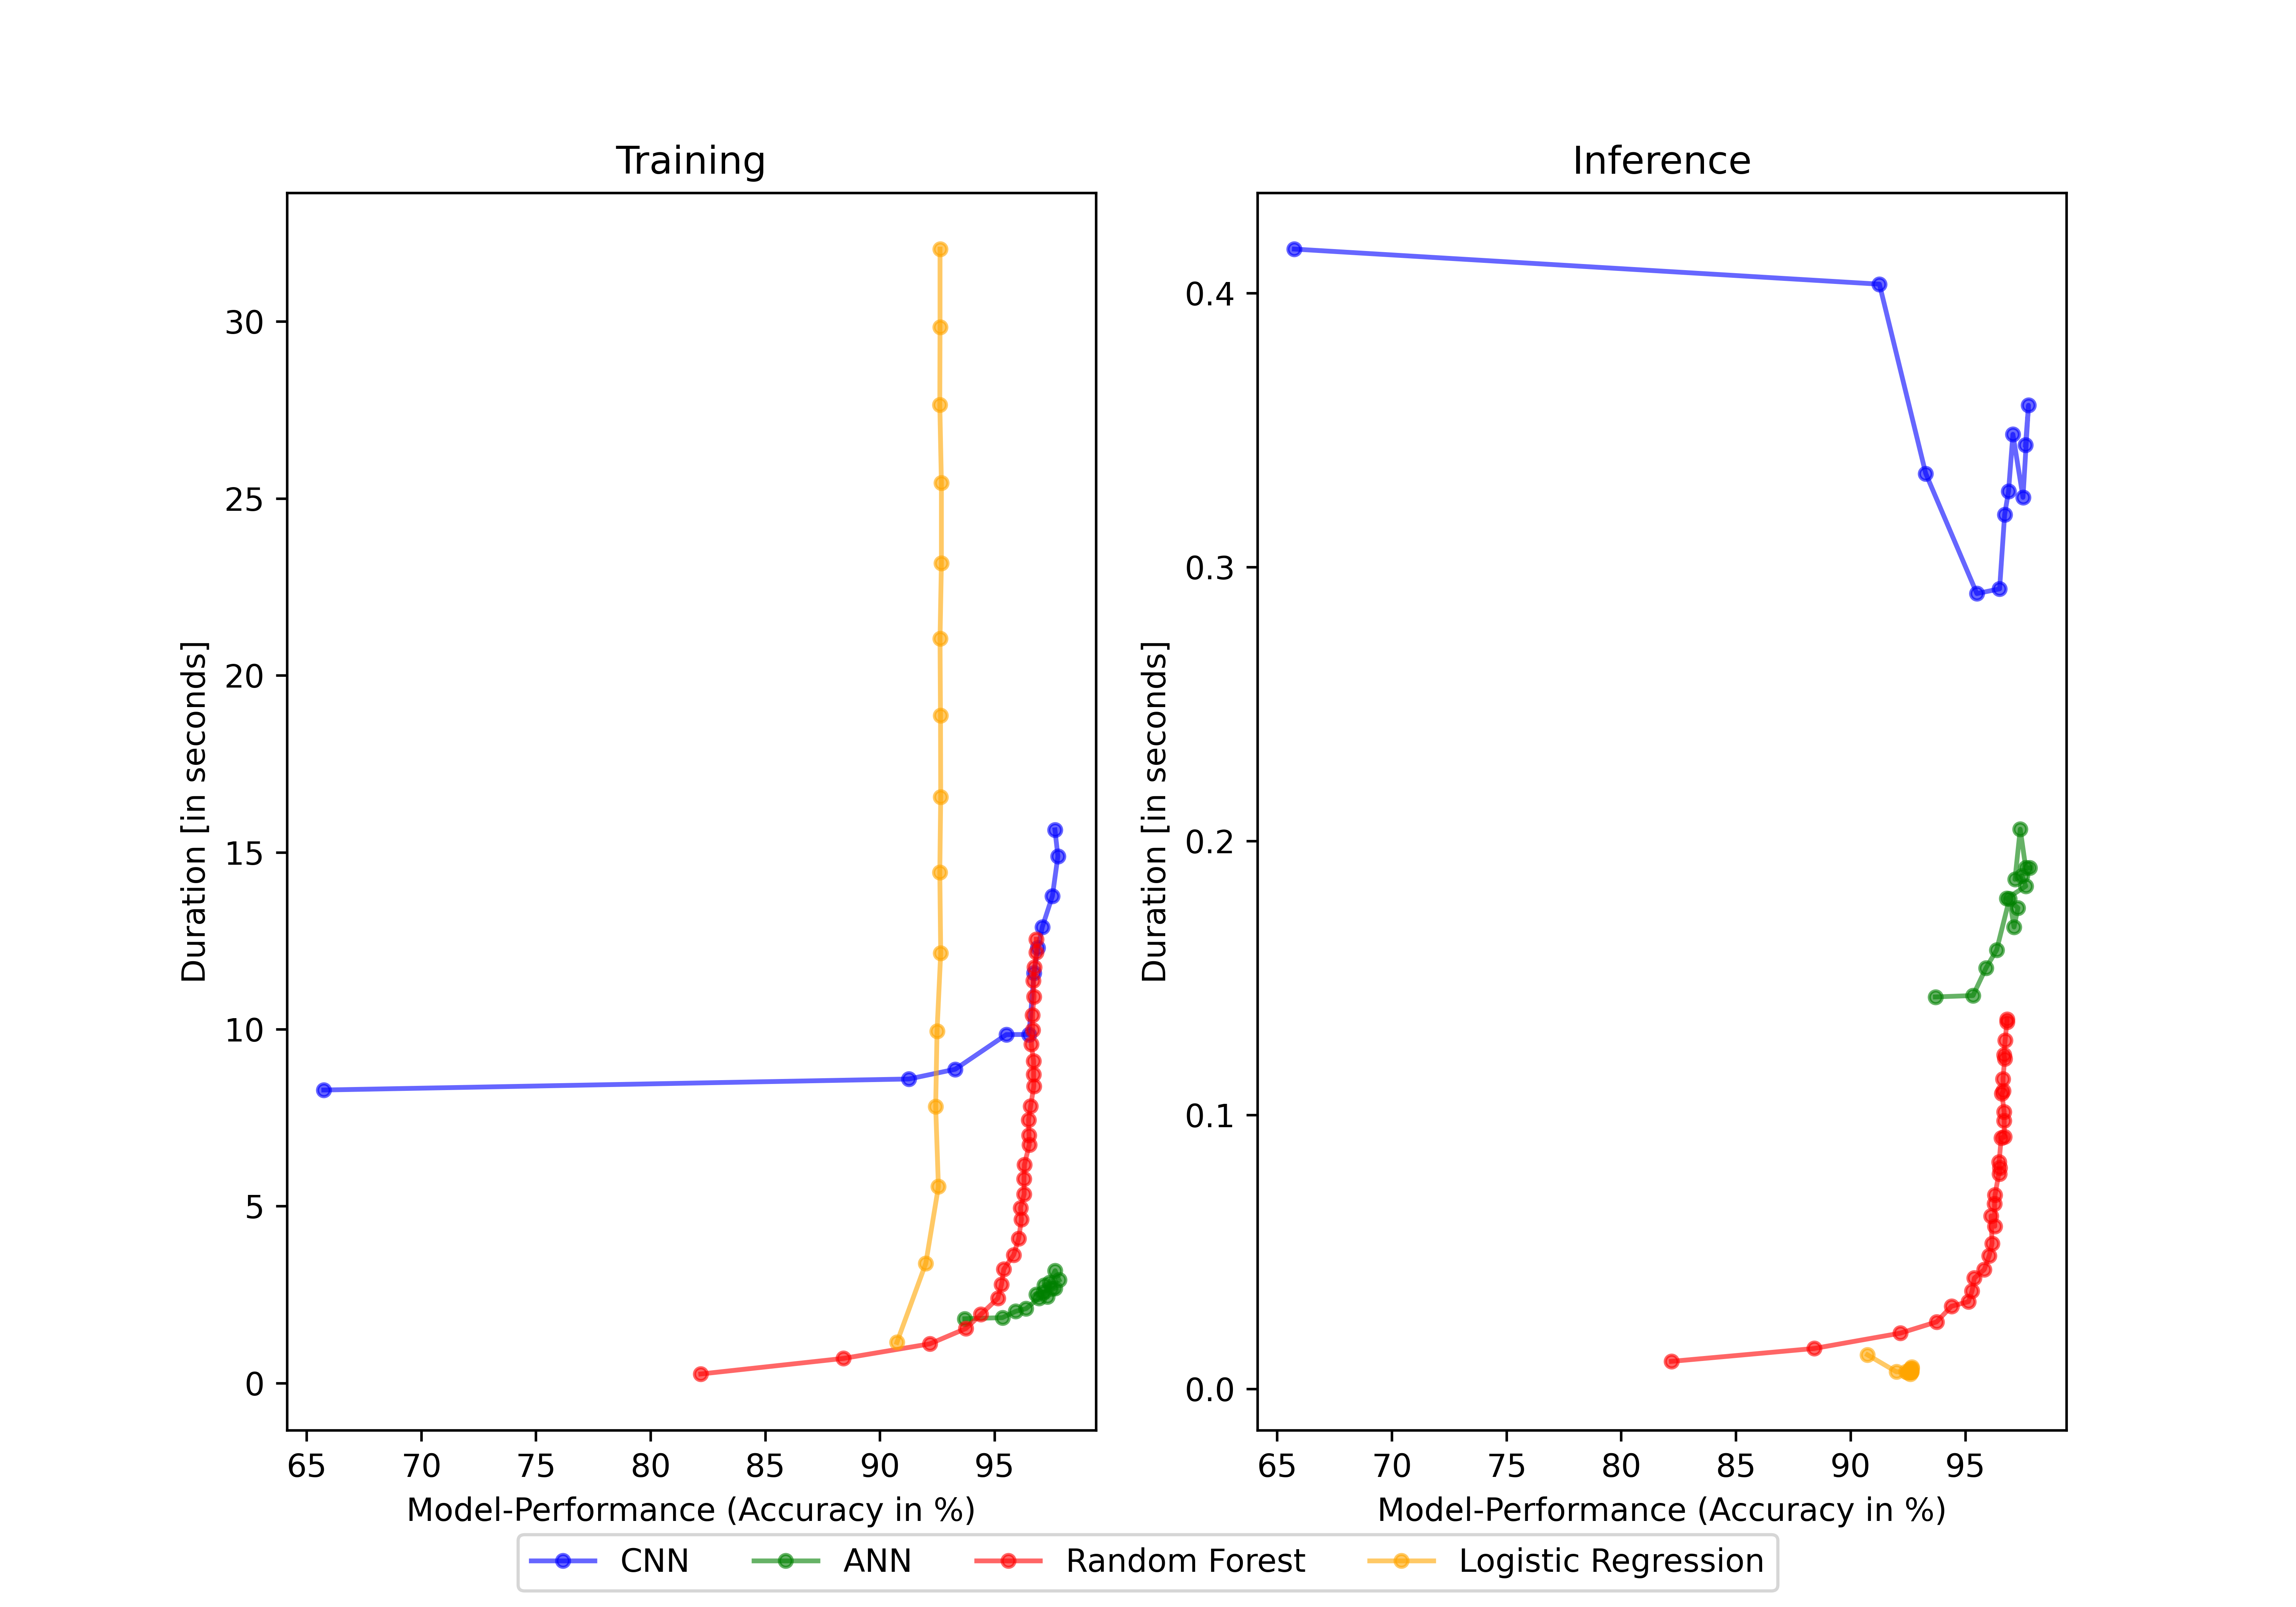 Training
Inference
Duration [in seconds]
30
25
20
15
10
5
0
65 70 75 80 85 90 95
Model-Performance (Accuracy in %)
Duration [in seconds]
0.4
0.3
0.2
0.1
0.0
65 70 75 80 85 90 95
Model-Performance (Accuracy in %)
CNN ANN Random Forest Logistic Regression